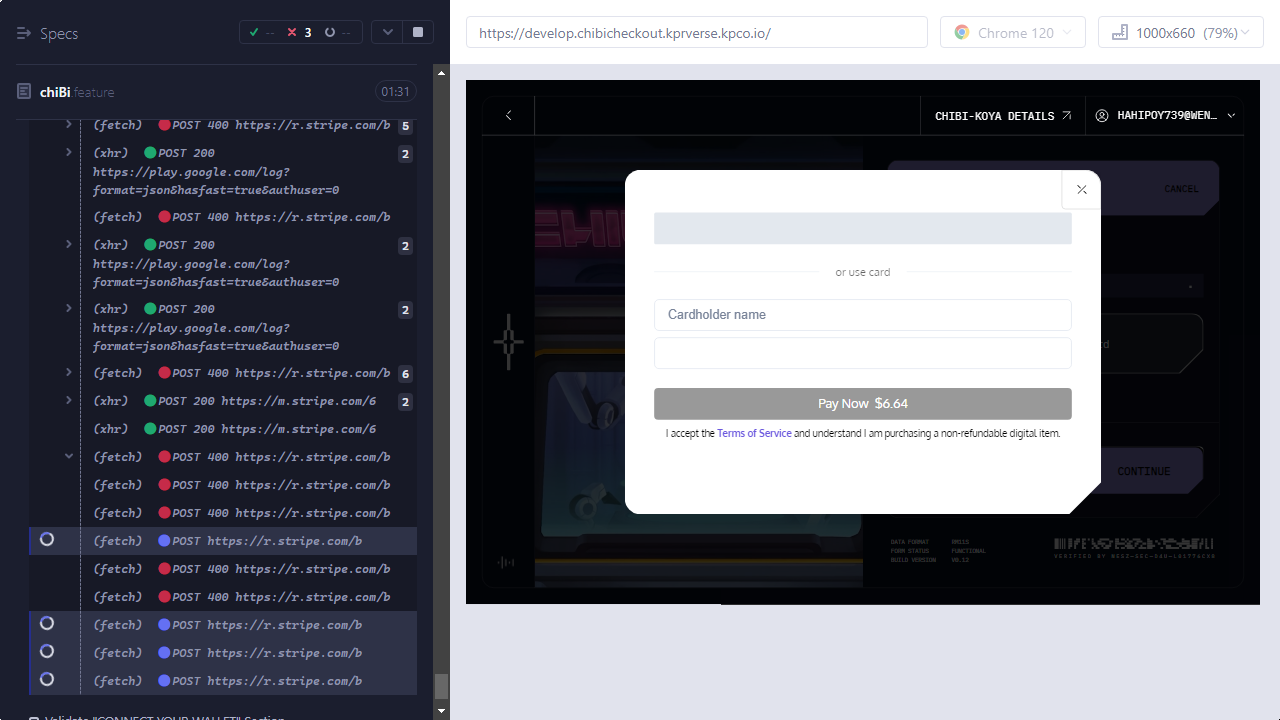 Specs
--
3
--
chiBi.feature
01:31
(fetch) POST 400 https://r.stripe.com/b 5
(xhr) POST 200 2
https://play.google.com/log?
format=json&hasfast=true&authuser=0
(fetch) POST 400 https://r.stripe.com/b
(xhr) POST 200 2
https://play.google.com/log?
format=json&hasfast=true&authuser=0
(xhr) POST 200 2
https://play.google.com/log?
format=json&hasfast=true&authuser=0
(fetch) POST 400 https://r.stripe.com/b 6
(xhr) POST 200 https://m.stripe.com/6 2
(xhr) POST 200 https://m.stripe.com/6
(fetch) POST 400 https://r.stripe.com/b
(fetch) POST 400 https://r.stripe.com/b
(fetch) POST 400 https://r.stripe.com/b
(fetch) POST https://r.stripe.com/b
(fetch) POST 400 https://r.stripe.com/b
(fetch) POST 400 https://r.stripe.com/b
(fetch) POST https://r.stripe.com/b
(fetch) POST https://r.stripe.com/b
(fetch) POST https://r.stripe.com/b
Validate "CONNECT YOUR WALLET" Section
https://develop.chibicheckout.kprverse.kpco.io/
Chrome 120
1000x660 (79%)
CHIBI-KOYA DETAILS
HAHIPOY739@WEN...
CANCEL
or use card
Cardholder name
Pay Now $6.64
I accept the Terms of Service and understand I am purchasing a non-refundable digital item.
CONTINUE
DATA FORMAT
FORM STATUS FUNCTIONAL
BUILD VERSION V0.12